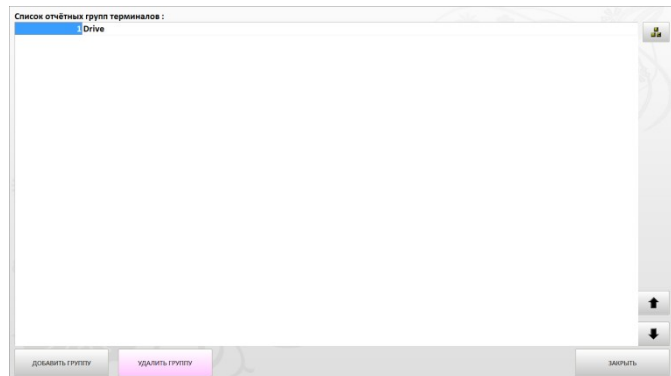 Список отчётных групп терминалов :
1 Drive
ДОБАВИТЬ ГРУППУ
УДАЛИТЬ ГРУППУ
ЗАКРЫТЬ